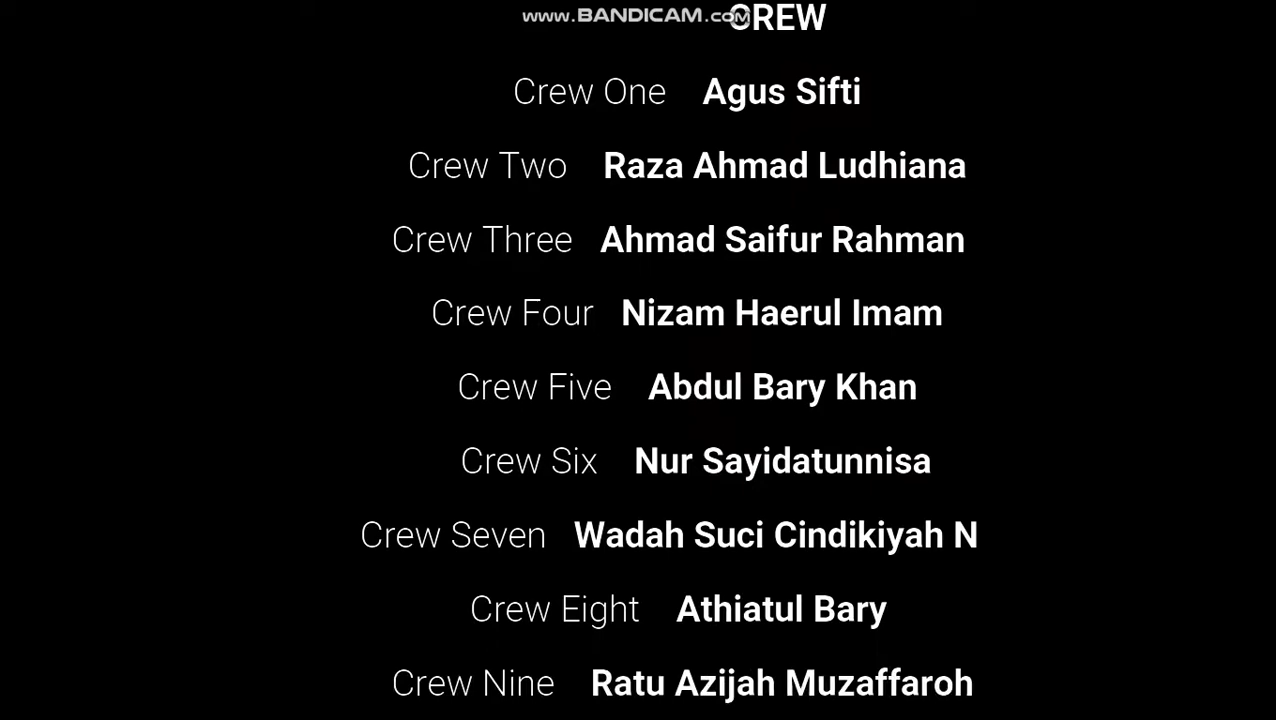 www.BANDICAM.com
CREW
Crew One Agus Sifti
Crew Two Raza Ahmad Ludhiana
Crew Three Ahmad Saifur Rahman
Crew Four Nizam Haerul Imam
Crew Five Abdul Bary Khan
Crew Six Nur Sayidatunnisa
Crew Seven Wadah Suci Cindikiyah N
Crew Eight Athiatul Bary
Crew Nine Ratu Azijah Muzaffaroh